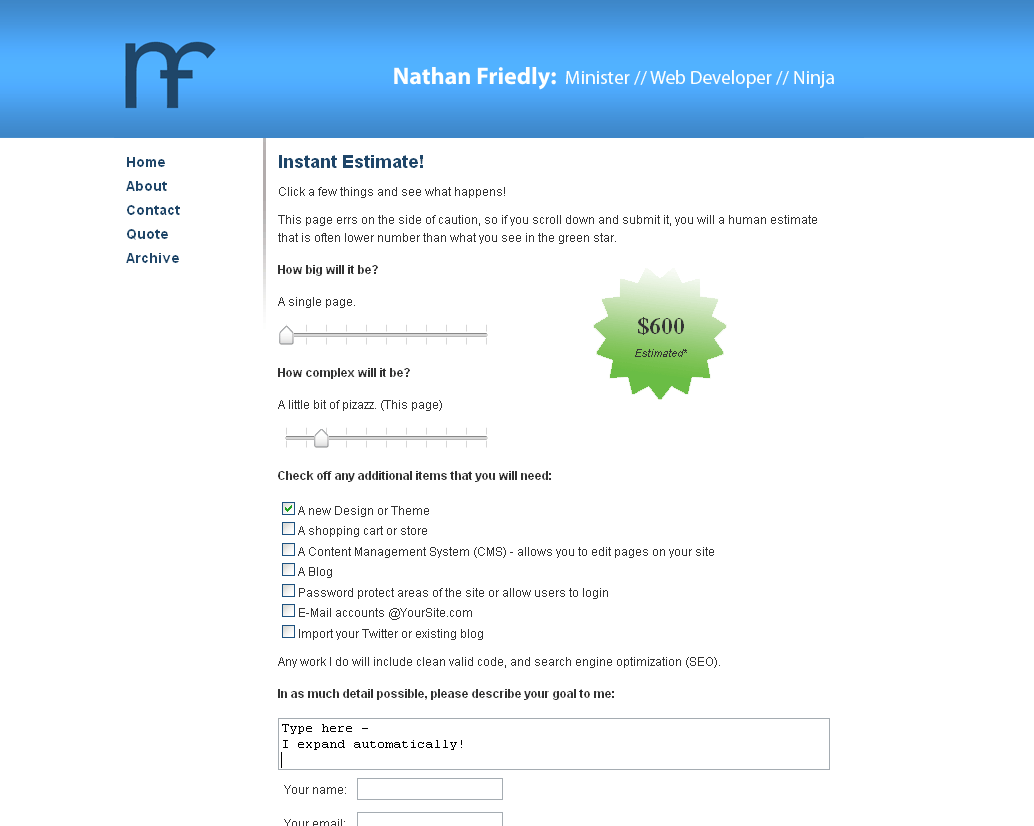 nf
Nathan Friedly: Minister // Web Developer // Ninja
Home
About
Contact
Quote
Archive
Instant Estimate!
Click a few things and see what happens!
This page errs on the side of caution, so if you scroll down and submit it, you will a human estimate
that is often lower number than what you see in the green star.
How big will it be?
A single page.
$600
Estimated*
How complex will it be?
A little bit of pizazz. (This page)
Check off any additional items that you will need:
A new Design or Theme
A shopping cart or store
A Content Management System (CMS) - allows you to edit pages on your site
A Blog
Password protect areas of the site or allow users to login
E-Mail accounts @YourSite.com
Import your Twitter or existing blog
Any work I do will include clean valid code, and search engine optimization (SEO).
In as much detail possible, please describe your goal to me:
Type here -
I expand automatically!
Your name:
Your email: